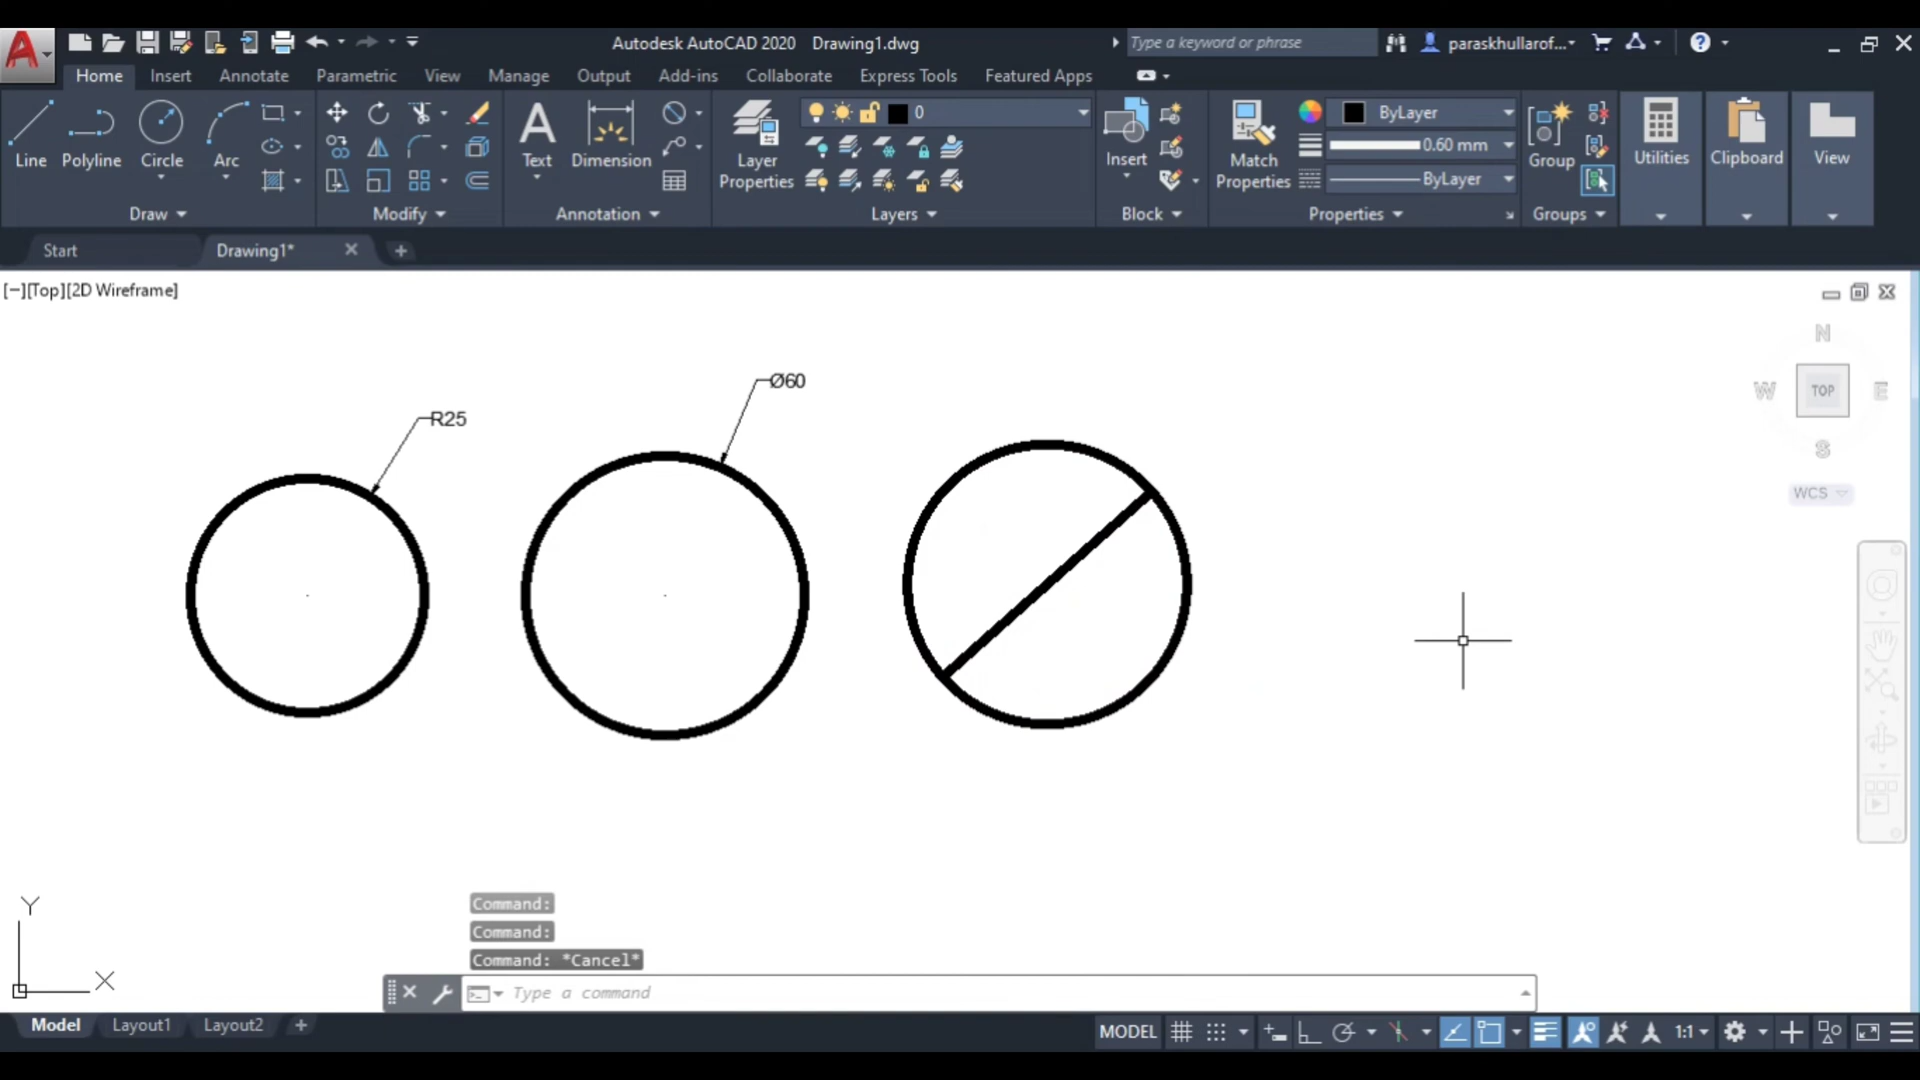 Autodesk AutoCAD 2020 Drawing1.dwg
Type a keyword or phrase
paraskhullarof...
Home Insert Annotate Parametric View Manage Output Add-ins Collaborate Express Tools Featured Apps
Line Polyline Circle Arc
Draw
Modify
Text Dimension
Annotation
Layer Properties
0
Layers
Insert
Block
Match Properties
ByLayer
0.60 mm
ByLayer
Properties
Group
Groups
Utilities
Clipboard
View
Start Drawing1*
[−][Top][2D Wireframe]
N
W TOP E
S
WCS
Ø60
R25
Y
X
Command:
Command:
Command: *Cancel*
Type a command
Model Layout1 Layout2
MODEL
1:1